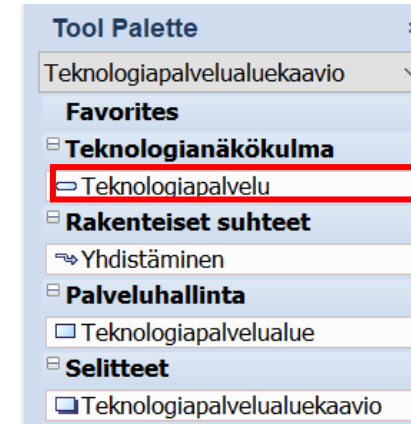 Tool Palette
Teknologiapalvelualuekaavio
Favorites
Teknologianäkökulma
Teknologiapalvelu
Rakenteiset suhteet
Yhdistäminen
Palveluhallinta
Teknologiapalvelualue
Selitteet
Teknologiapalvelualuekaavio